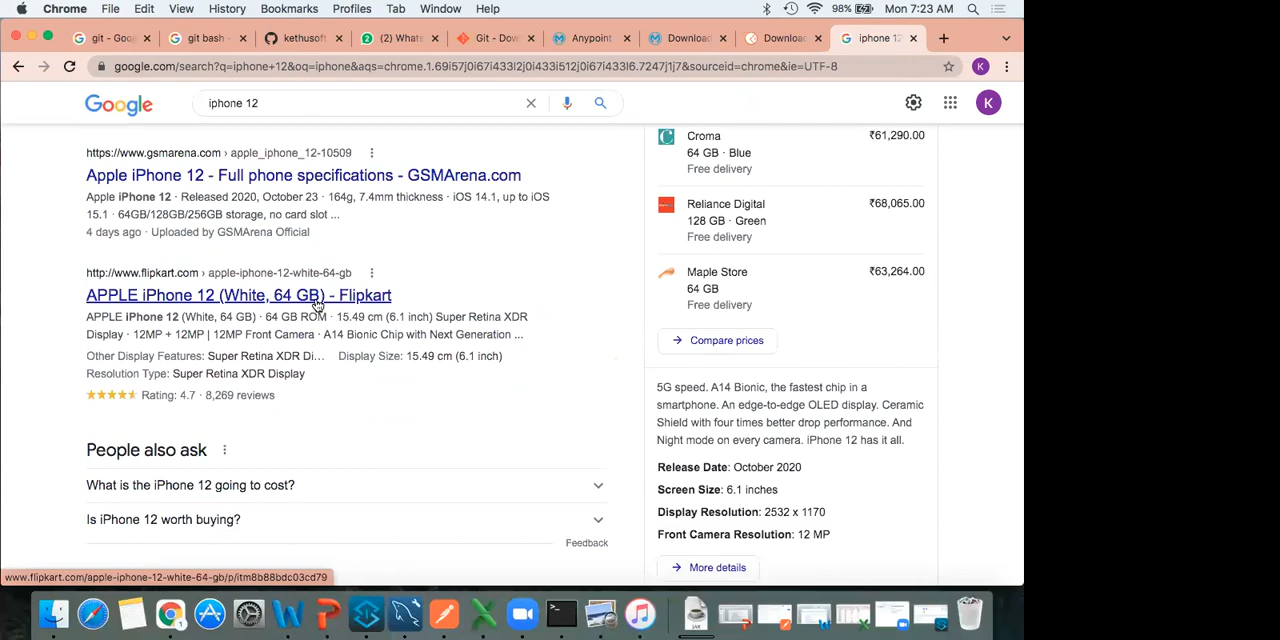 Chrome File Edit View History Bookmarks Profiles Tab Window Help 98% Mon 7:23 AM
git - Goo
git bash -
kethusoft
(2) Whats
Git - Dow
Anypoint
Download
Download
iphone 12
google.com/search?q=iphone+12&oq=iphone&aqs=chrome.1.69i57j0i67i433l2j0i433i512j0i67i433l6.7247j1j7&sourceid=chrome&ie=UTF-8
K
Google
iphone 12
K
https://www.gsmarena.com › apple_iphone_12-10509
Apple iPhone 12 - Full phone specifications - GSMArena.com
Apple iPhone 12 · Released 2020, October 23 · 164g, 7.4mm thickness · iOS 14.1, up to iOS
15.1 · 64GB/128GB/256GB storage, no card slot ...
4 days ago · Uploaded by GSMArena Official
http://www.flipkart.com › apple-iphone-12-white-64-gb
APPLE iPhone 12 (White, 64 GB) - Flipkart
APPLE iPhone 12 (White, 64 GB) · 64 GB ROM · 15.49 cm (6.1 inch) Super Retina XDR
Display · 12MP + 12MP | 12MP Front Camera · A14 Bionic Chip with Next Generation ...
Other Display Features: Super Retina XDR Di... Display Size: 15.49 cm (6.1 inch)
Resolution Type: Super Retina XDR Display
Rating: 4.7 · 8,269 reviews
People also ask
What is the iPhone 12 going to cost?
Is iPhone 12 worth buying?
Feedback
Croma ₹61,290.00
64 GB · Blue
Free delivery
Reliance Digital ₹68,065.00
128 GB · Green
Free delivery
Maple Store ₹63,264.00
64 GB
Free delivery
Compare prices
5G speed. A14 Bionic, the fastest chip in a
smartphone. An edge-to-edge OLED display. Ceramic
Shield with four times better drop performance. And
Night mode on every camera. iPhone 12 has it all.
Release Date: October 2020
Screen Size: 6.1 inches
Display Resolution: 2532 x 1170
Front Camera Resolution: 12 MP
More details
www.flipkart.com/apple-iphone-12-white-64-gb/p/itm8b88bdc03cd79